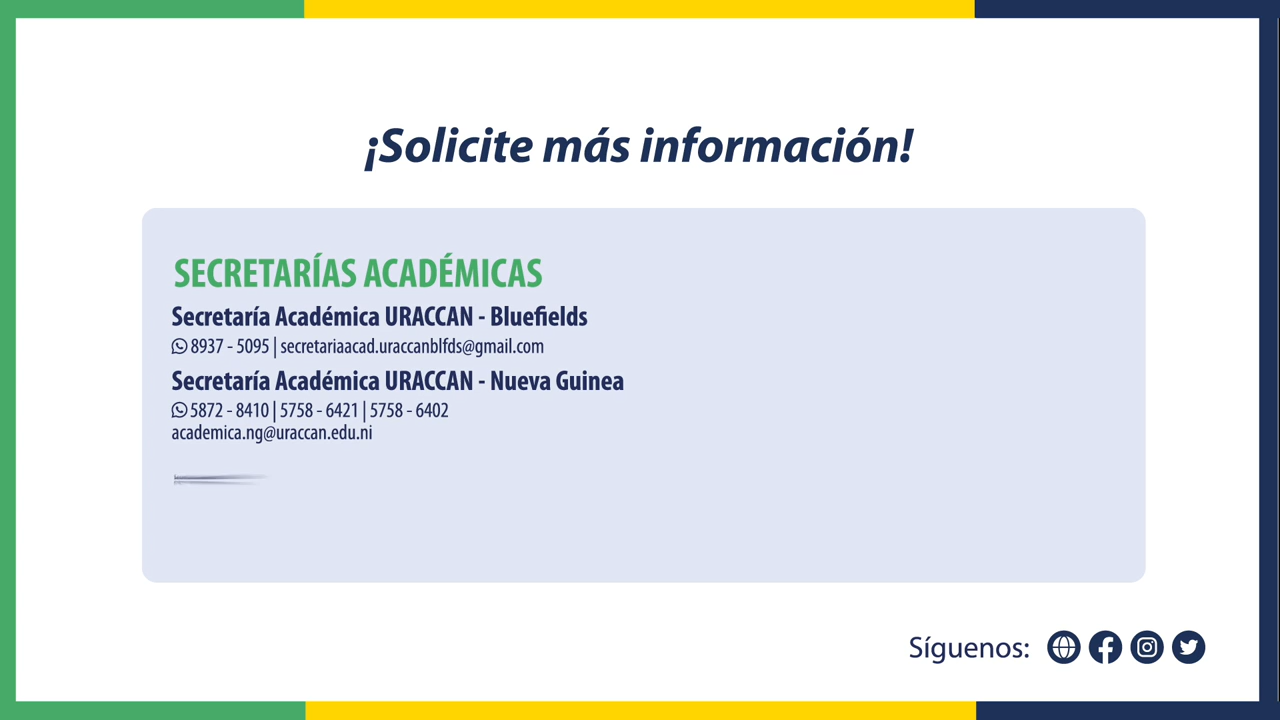 ¡Solicite más información!
SECRETARÍAS ACADÉMICAS
Secretaría Académica URACCAN - Bluefields
8937 - 5095 | secretariaacad.uraccanblfds@gmail.com
Secretaría Académica URACCAN - Nueva Guinea
5872 - 8410 | 5758 - 6421 | 5758 - 6402
academica.ng@uraccan.edu.ni
Síguenos: